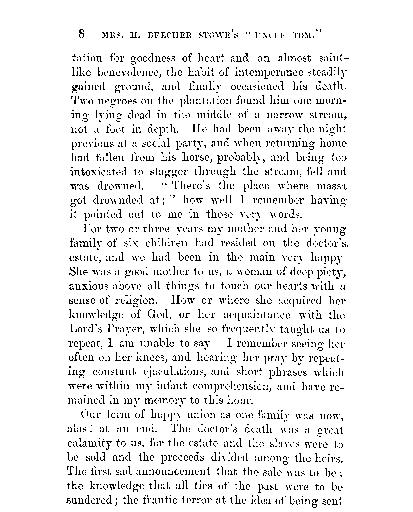 8 MRS. H. BEECHER STOWE'S "UNCLE TOM."
tation for goodness of heart and an almost saint-
like benevolence, the habit of intemperance steadily
gained ground, and finally occasioned his death.
Two negroes on the plantation found him one morn-
ing lying dead in the middle of a narrow stream,
not a foot in depth. He had been away the night
previous at a social party, and when returning home
had fallen from his horse, probably, and being too
intoxicated to stagger through the stream, fell and
was drowned. "There's the place where massa
got drownded at;" how well I remember having
it pointed out to me in those very words.
For two or three years my mother and her young
family of six children had resided on the doctor's
estate, and we had been in the main very happy.
She was a good mother to us, a woman of deep piety,
anxious above all things to touch our hearts with a
sense of religion. How or where she acquired her
knowledge of God, or her acquaintance with the
Lord's Prayer, which she so frequently taught us to
repeat, I am unable to say. I remember seeing her
often on her knees, and hearing her pray by repeat-
ing constant ejaculations, and short phrases which
were within my infant comprehension, and have re-
mained in my memory to this hour.
Our term of happy union as one family was now,
alas! at an end. The doctor's death was a great
calamity to us, for the estate and the slaves were to
be sold and the proceeds divided among the heirs.
The first sad announcement that the sale was to be;
the knowledge that all ties of the past were to be
sundered; the frantic terror at the idea of being sent